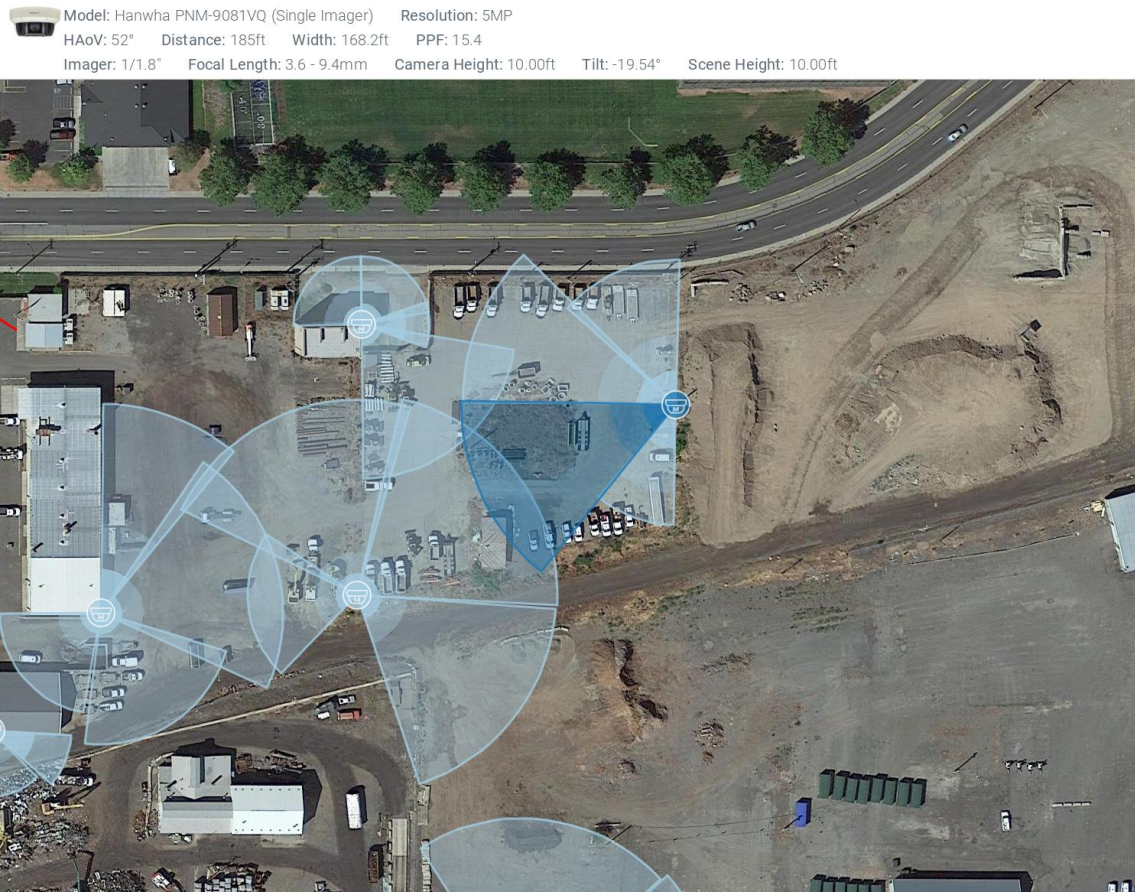 Model: Hanwha PNM-9081VQ (Single Imager) Resolution: 5MP
HAoV: 52° Distance: 185ft Width: 168.2ft PPF: 15.4
Imager: 1/1.8" Focal Length: 3.6 - 9.4mm Camera Height: 10.00ft Tilt: -19.54° Scene Height: 10.00ft